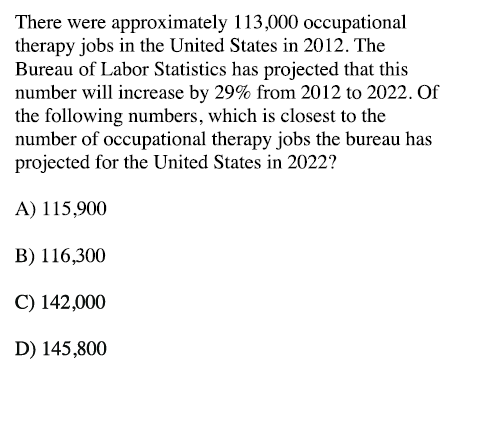 There were approximately 113,000 occupational
therapy jobs in the United States in 2012. The
Bureau of Labor Statistics has projected that this
number will increase by 29% from 2012 to 2022. Of
the following numbers, which is closest to the
number of occupational therapy jobs the bureau has
projected for the United States in 2022?
A) 115,900
B) 116,300
C) 142,000
D) 145,800